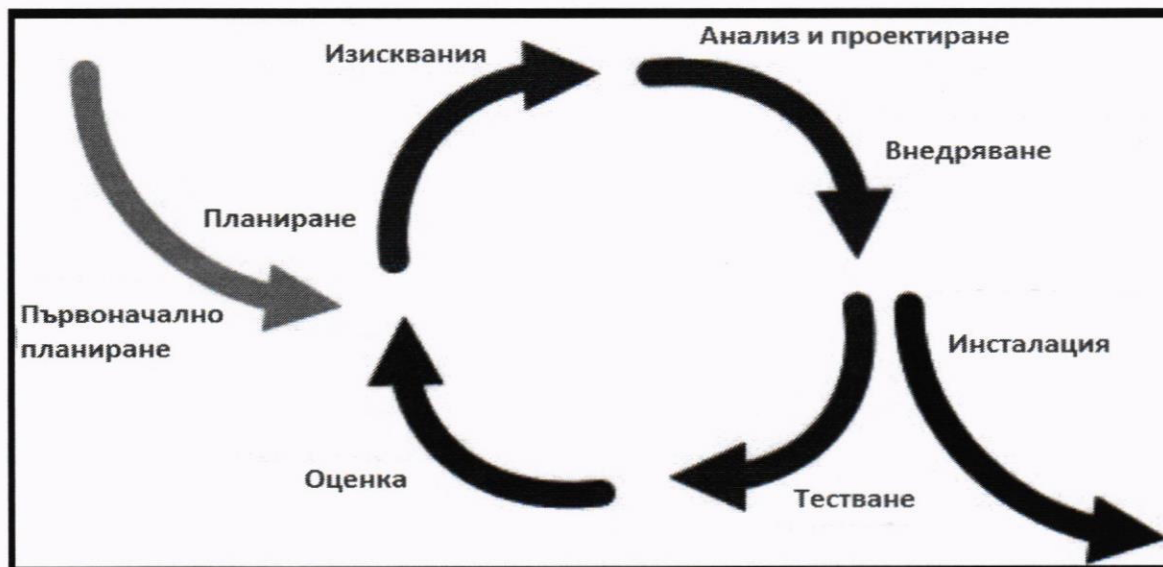 Изисквания
Анализ и проектиране
Внедряване
Планиране
Първоначално
планиране
Инсталация
Оценка
Тестване